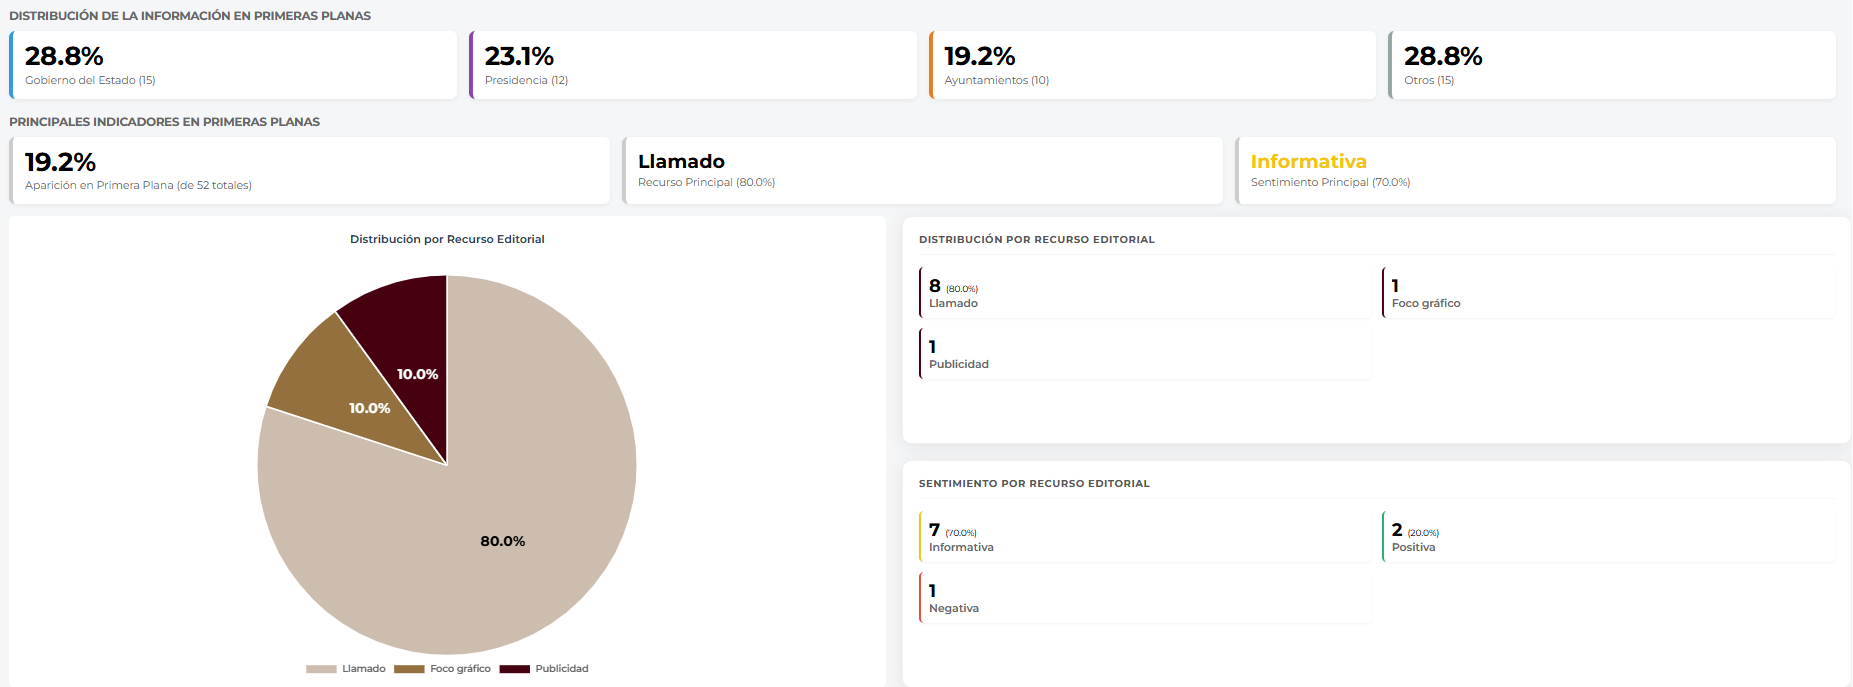 DISTRIBUCIÓN DE LA INFORMACIÓN EN PRIMERAS PLANAS
28.8%
Gobierno del Estado (15)
23.1%
Presidencia (12)
19.2%
Ayuntamientos (10)
28.8%
Otros (15)
PRINCIPALES INDICADORES EN PRIMERAS PLANAS
19.2%
Aparición en Primera Plana (de 52 totales)
Llamado
Recurso Principal (80.0%)
Informativa
Sentimiento Principal (70.0%)
Distribución por Recurso Editorial
10.0%
10.0%
80.0%
Llamado
Foco gráfico
Publicidad
DISTRIBUCIÓN POR RECURSO EDITORIAL
8 (80.0%)
Llamado
1
Foco gráfico
1
Publicidad
SENTIMIENTO POR RECURSO EDITORIAL
7 (70.0%)
Informativa
2 (20.0%)
Positiva
1
Negativa